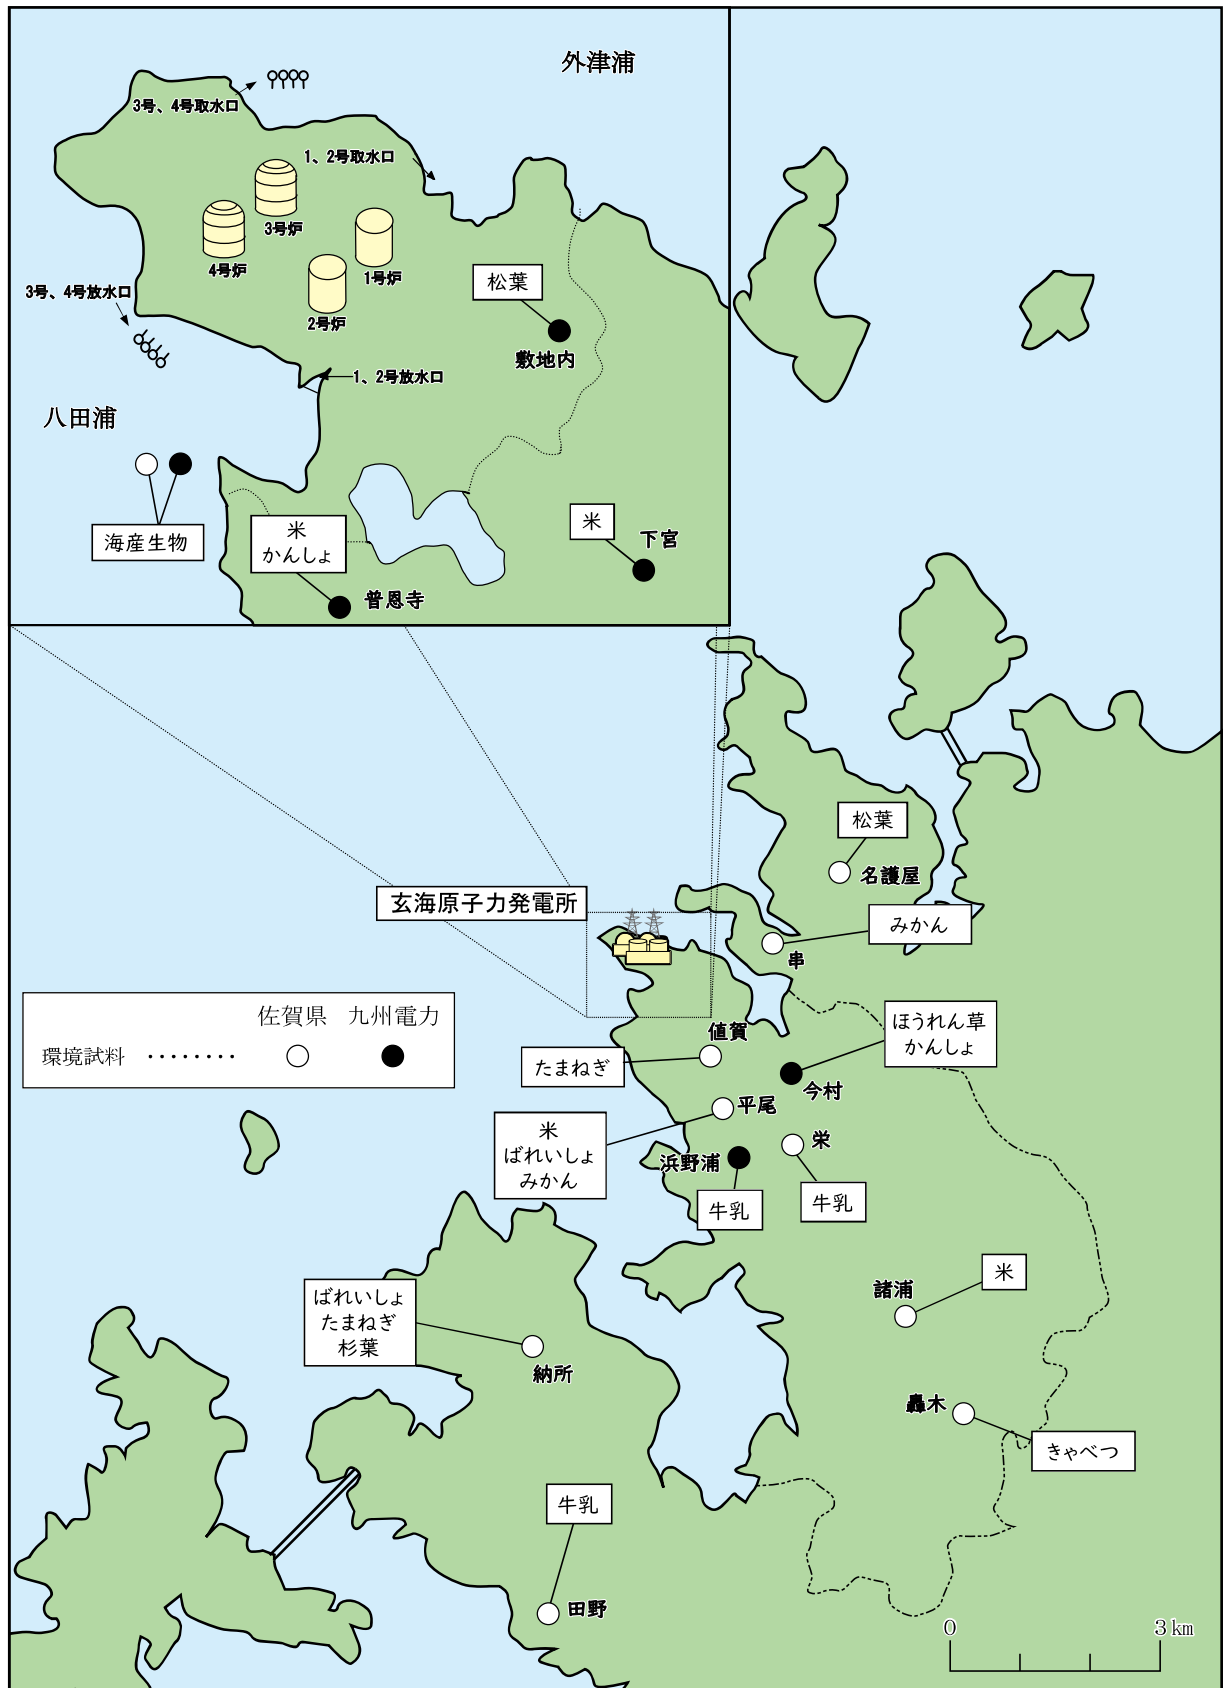 外津浦
3号、4号取水口
1、2号取水口
3号炉
4号炉
1号炉
2号炉
松葉
敷地内
3号、4号放水口
1、2号放水口
八田浦
海産生物
米
かんしょ
普恩寺
米
下宮
松葉
名護屋
玄海原子力発電所
みかん
串
佐賀県 九州電力
環境試料 ········
ほうれん草
かんしょ
値賀
たまねぎ
今村
平尾
米
ばれいしょ
みかん
栄
浜野浦
牛乳
牛乳
諸浦
米
ばれいしょ
たまねぎ
杉葉
納所
轟木
きゃべつ
牛乳
田野
0 3km